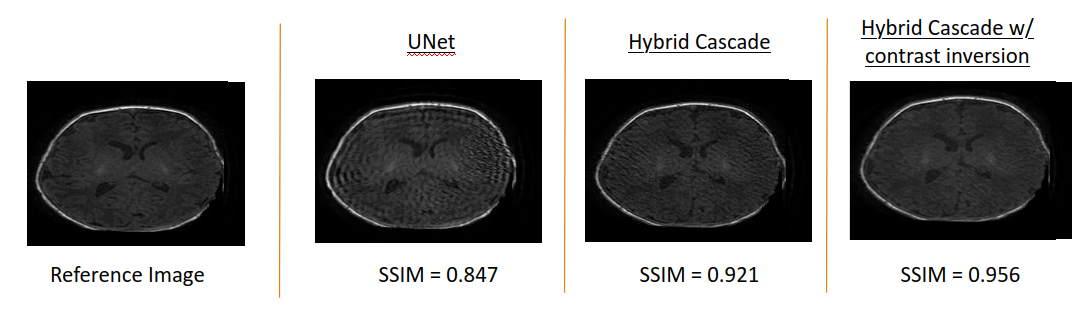 UNet
Hybrid Cascade
Hybrid Cascade w/
contrast inversion
Reference Image
SSIM = 0.847
SSIM = 0.921
SSIM = 0.956